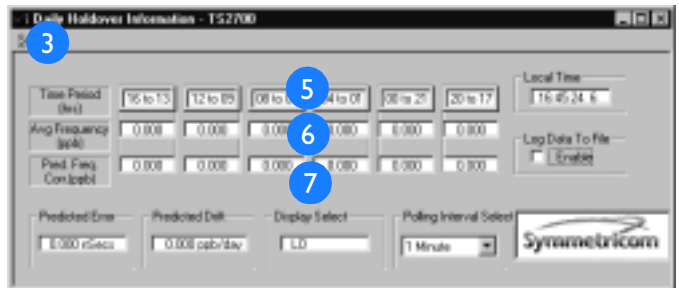 Daily Holdover Information - TS2700
3
Local Time
Time Period (hrs) 16 to 13 12 to 09 08 to 5 04 to 01 00 to 21 20 to 17 16:45:24. 6
Avg Frequency (ppb) 0.000 0.000 0.000 6 0.000 0.000 0.000
Log Data To File
Enable
Pred. Freq. Corr.(ppb) 0.000 0.000 0.000 7 0.000 0.000 0.000
Predicted Error Predicted Drift Display Select Polling Interval Select
0.000 nSecs 0.000 ppb/day LO 1 Minute
Symmetricom